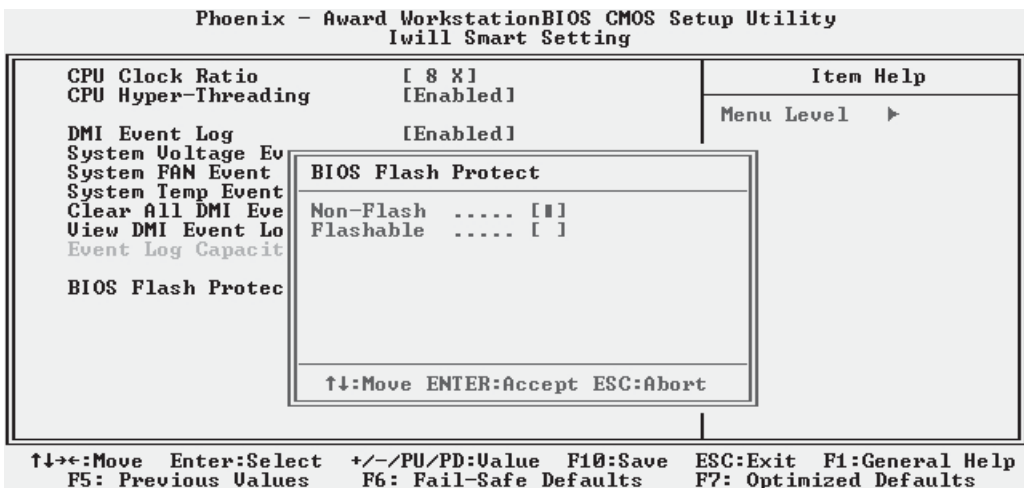 Phoenix - Award WorkstationBIOS CMOS Setup Utility
Iwill Smart Setting
CPU Clock Ratio [ 8 X]
CPU Hyper-Threading [Enabled]
DMI Event Log [Enabled]
System Voltage Ev
System FAN Event
System Temp Event
Clear All DMI Eve
View DMI Event Lo
Event Log Capacit
BIOS Flash Protec
BIOS Flash Protect
Non-Flash ..... [▮]
Flashable ..... [ ]
↑↓:Move ENTER:Accept ESC:Abort
Item Help
Menu Level ▶
↑↓→←:Move Enter:Select +/-/PU/PD:Value F10:Save ESC:Exit F1:General Help
F5: Previous Values F6: Fail-Safe Defaults F7: Optimized Defaults